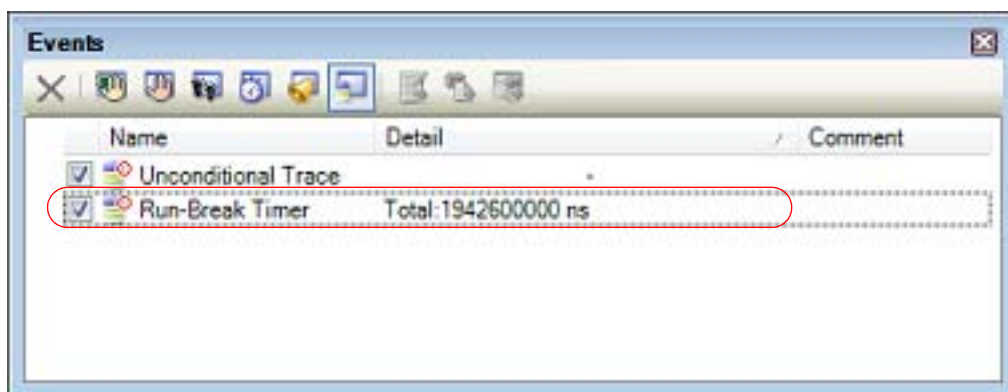 Events
Name Detail Comment
Unconditional Trace -
Run-Break Timer Total:1942600000 ns